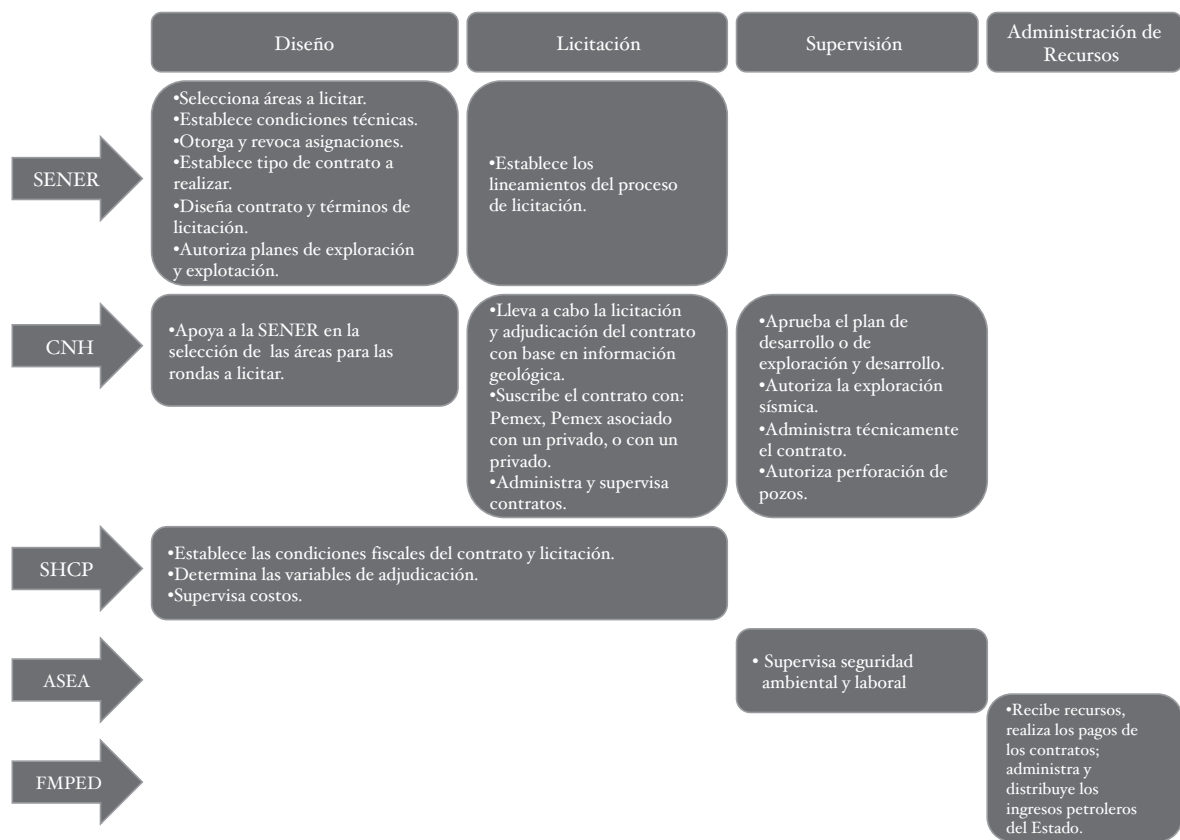 Diseño
Licitación
Supervisión
Administración de
Recursos
SENER
•Selecciona áreas a licitar.
•Establece condiciones técnicas.
•Otorga y revoca asignaciones.
•Establece tipo de contrato a
realizar.
•Diseña contrato y términos de
licitación.
•Autoriza planes de exploración
y explotación.
•Establece los
lineamientos del proceso
de licitación.
CNH
•Apoya a la SENER en la
selección de las áreas para las
rondas a licitar.
•Lleva a cabo la licitación
y adjudicación del contrato
con base en información
geológica.
•Suscribe el contrato con:
Pemex, Pemex asociado
con un privado, o con un
privado.
•Administra y supervisa
contratos.
•Aprueba el plan de
desarrollo o de
exploración y desarrollo.
•Autoriza la exploración
sísmica.
•Administra técnicamente
el contrato.
•Autoriza perforación de
pozos.
SHCP
•Establece las condiciones fiscales del contrato y licitación.
•Determina las variables de adjudicación.
•Supervisa costos.
ASEA
• Supervisa seguridad
ambiental y laboral
FMPED
•Recibe recursos,
realiza los pagos de
los contratos;
administra y
distribuye los
ingresos petroleros
del Estado.